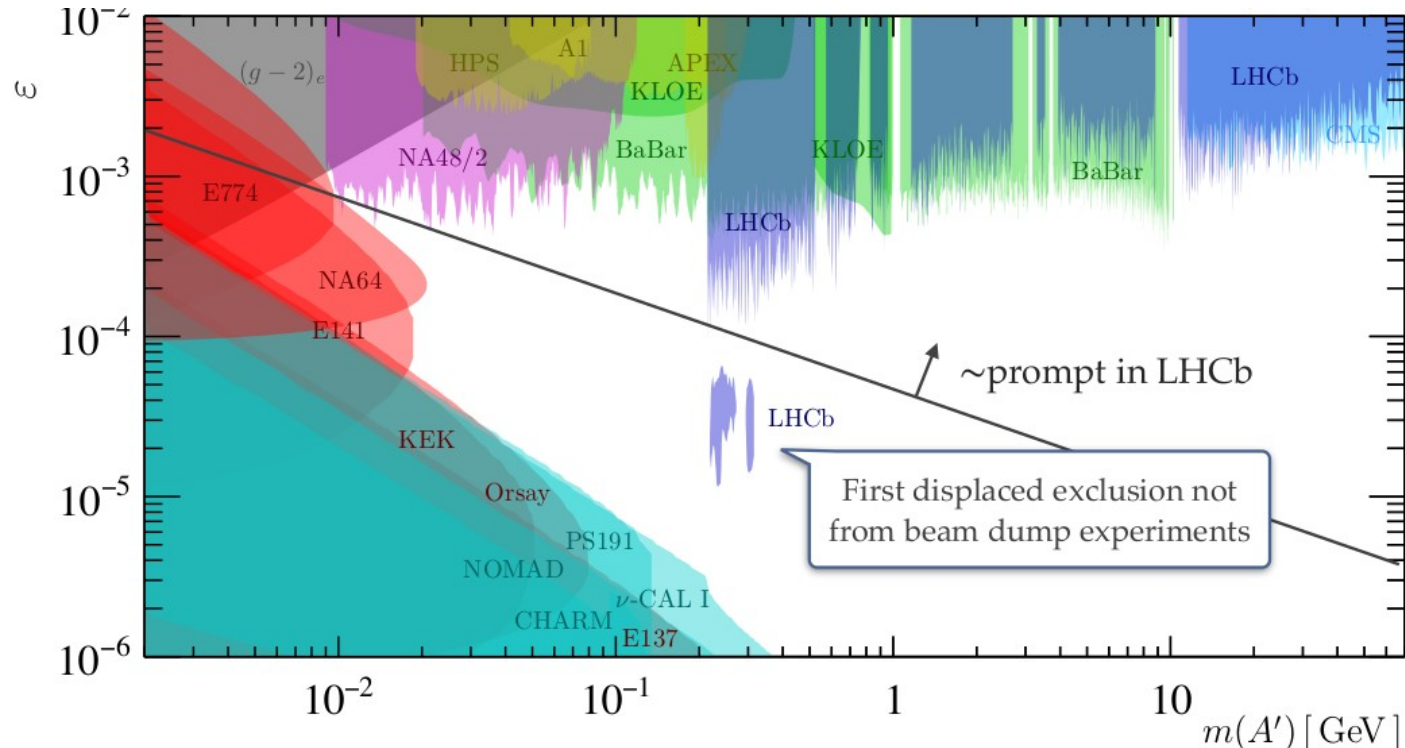 10⁻²
ε
(g−2)ₑ
HPS
A1
APEX
KLOE
LHCb
CMS
NA48/2
BaBar
KLOE
BaBar
10⁻³
E774
LHCb
NA64
10⁻⁴
E141
~prompt in LHCb
LHCb
KEK
First displaced exclusion not
from beam dump experiments
10⁻⁵
Orsay
PS191
NOMAD
ν-CAL I
CHARM
E137
10⁻⁶
10⁻² 10⁻¹ 1 10
m(A′) [GeV]